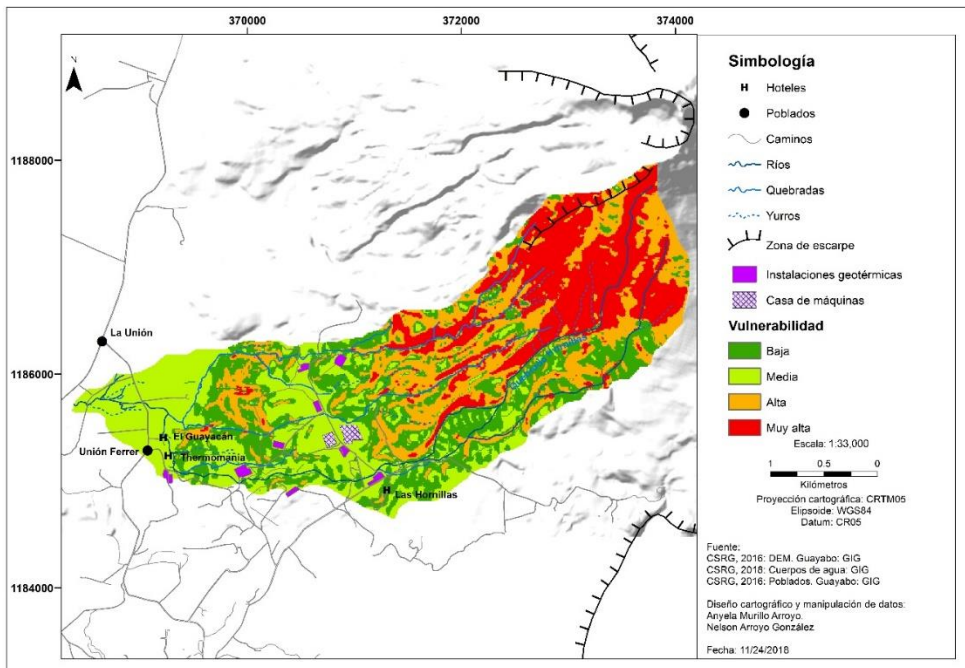 370000
372000
374000
1188000
1186000
1184000
N
La Unión
Unión Ferrer
H El Guayacán
H Thermomanía
H Las Hornillas
Simbología
H Hoteles
Poblados
Caminos
Ríos
Quebradas
Yurros
Zona de escarpe
Instalaciones geotérmicas
Casa de máquinas
Vulnerabilidad
Baja
Media
Alta
Muy alta
Escala: 1:33,000
1 0.5 0
Kilómetros
Proyección cartográfica: CRTM05
Elipsoide: WGS84
Datum: CR05
Fuente:
CSRG, 2016: DEM. Guayabo: GIG
CSRG, 2018: Cuerpos de agua: GIG
CSRG, 2016: Poblados. Guayabo: GIG
Diseño cartográfico y manipulación de datos:
Anyela Murillo Arroyo.
Nelson Arroyo González
Fecha: 11/24/2018